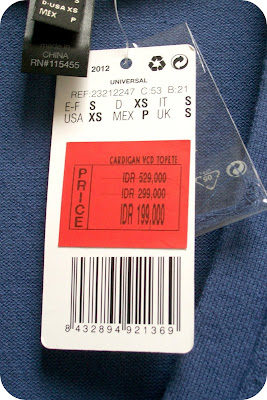 D-USA XS
MEX P
CHINA
RN#115455
2012
UNIVERSAL
REF:23212247 C:53 B:21
E-F S D XS IT S
USA XS MEX P UK S
CARDIGAN VCD TOPETE
PRICE
IDR 529,000
IDR 299,000
IDR 199,000
8 432894 921369